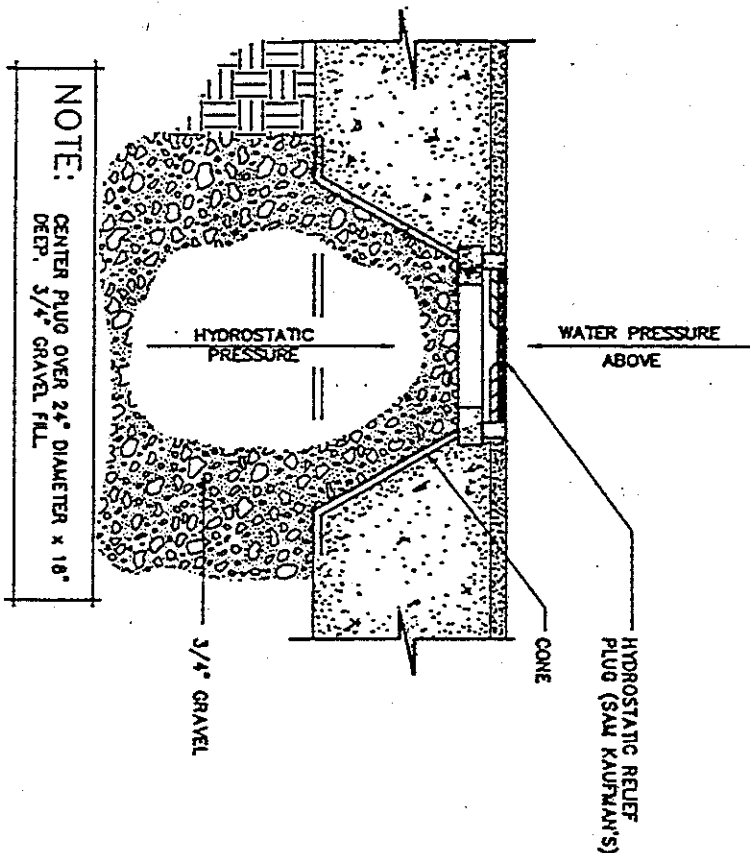 WATER PRESSURE
ABOVE
HYDROSTATIC
PRESSURE
HYDROSTATIC RELIEF
PLUG (SAM KAUFMAN'S)
CONE
3/4" GRAVEL
NOTE: CENTER PLUG OVER 24" DIAMETER x 18"
DEEP, 3/4" GRAVEL FILL